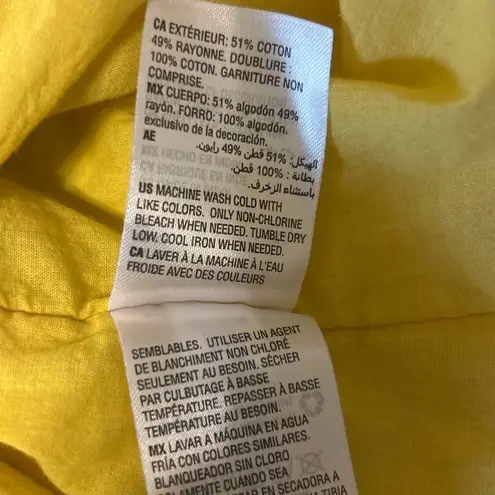 CA EXTÉRIEUR: 51% COTON
49% RAYONNE. DOUBLURE :
100% COTON. GARNITURE NON
COMPRISE.
MX CUERPO: 51% algodón 49%
rayón. FORRO: 100% algodón.
exclusivo de la decoración.
AE
الهيكل: 51% قطن 49% رايون.
بطانة: 100% قطن.
باستثناء الزخرف.
US MACHINE WASH COLD WITH
LIKE COLORS. ONLY NON-CHLORINE
BLEACH WHEN NEEDED. TUMBLE DRY
LOW. COOL IRON WHEN NEEDED.
CA LAVER À LA MACHINE À L'EAU
FROIDE AVEC DES COULEURS
SEMBLABLES. UTILISER UN AGENT
DE BLANCHIMENT NON CHLORÉ
SEULEMENT AU BESOIN. SÉCHER
PAR CULBUTAGE À BASSE
TEMPÉRATURE. REPASSER À BASSE
TEMPÉRATURE AU BESOIN.
MX LAVAR A MÁQUINA EN AGUA
FRÍA CON COLORES SIMILARES.
BLANQUEADOR SIN CLORO
SOLAMENTE CUANDO SEA
EN SECADORA A